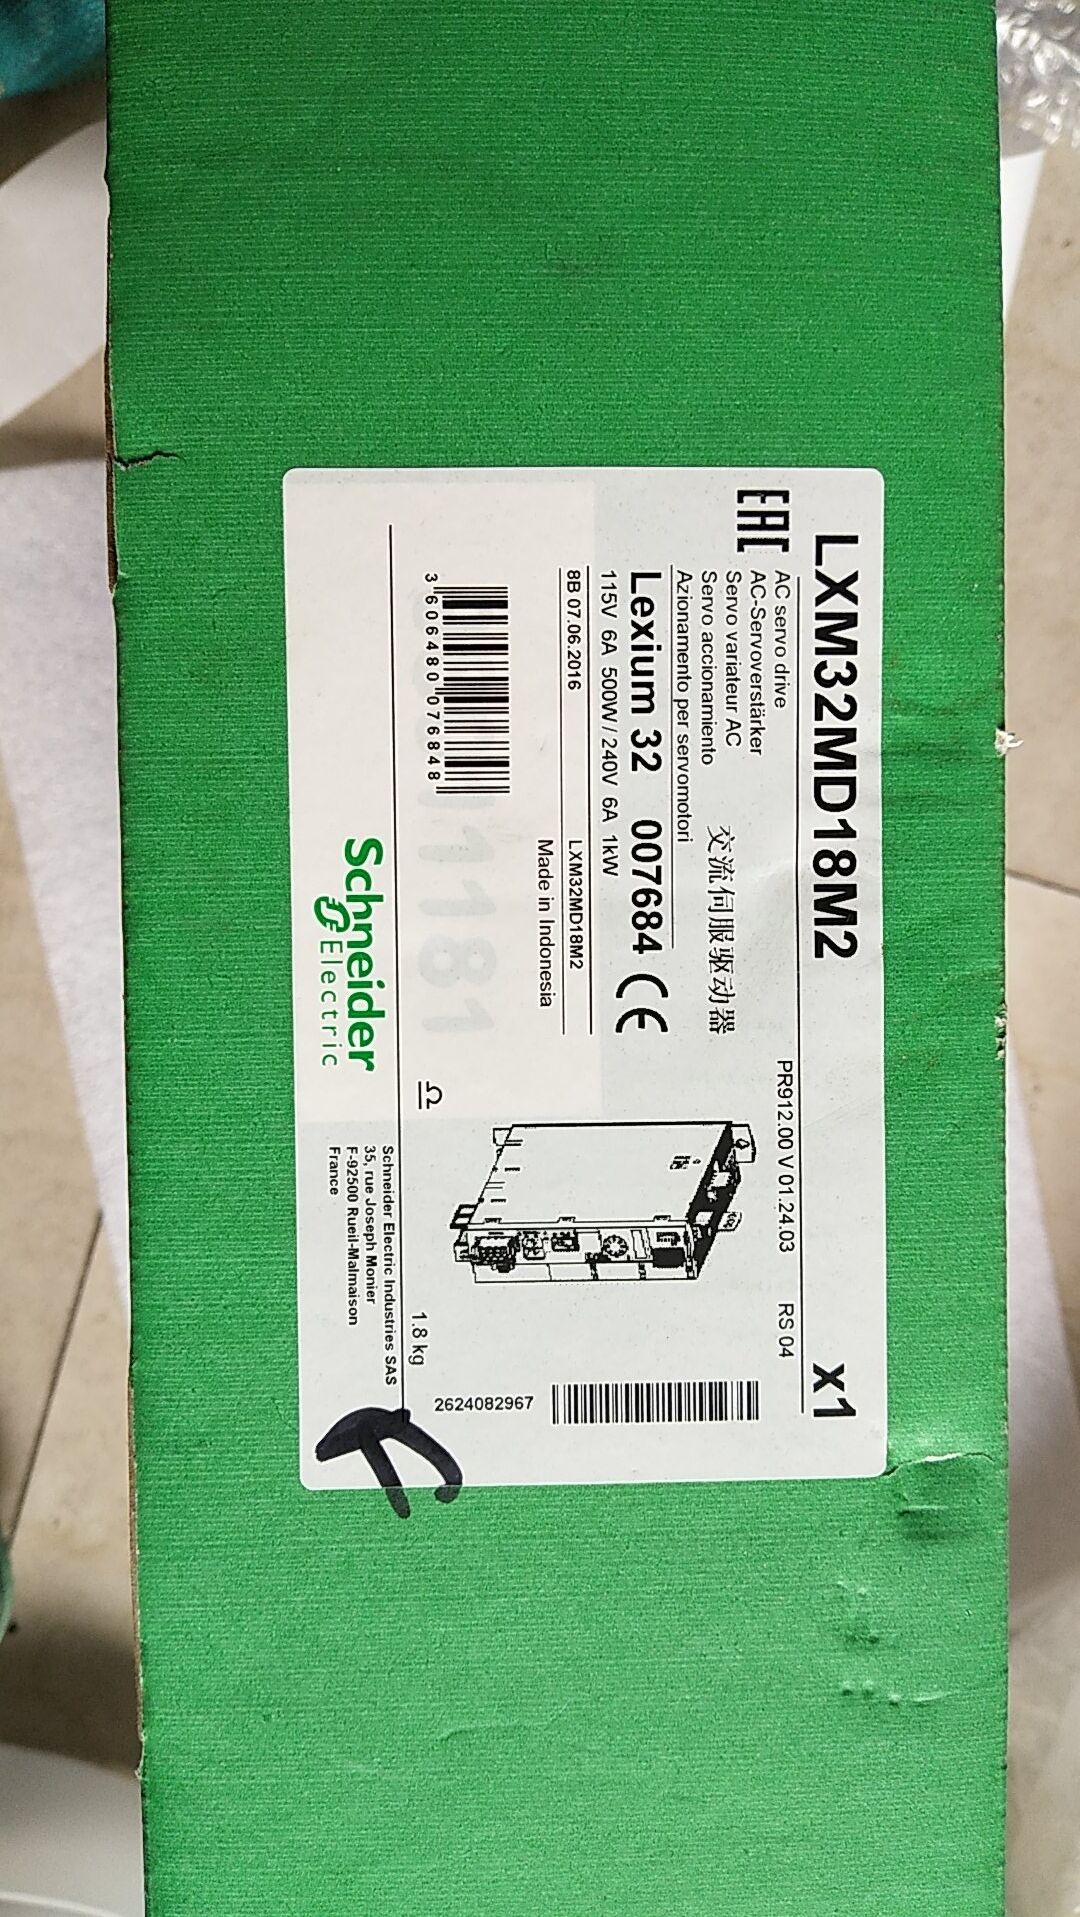 LXM32MD18M2
x1
EAC
AC servo drive
AC-Servoverstärker
Servo variateur AC
Servo accionamiento
Azionamento per servomotori
交流伺服驱动器
PR912.00 V 01.24.03
RS 04
Lexium 32 007684 CE
115V 6A 500W / 240V 6A 1kW
8B 07.06.2016
LXM32MD18M2
Made in Indonesia
3 606480 076848
2624082967
1.8 kg
Schneider
Electric
Schneider Electric Industries SAS
35, rue Joseph Monier
F-92500 Rueil-Malmaison
France